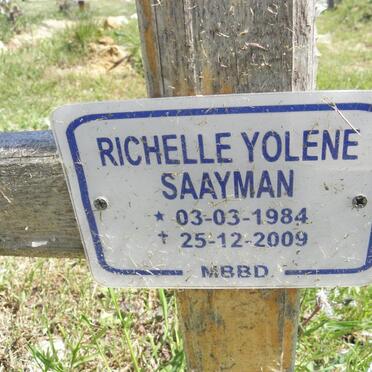 RICHELLE YOLENE
SAAYMAN
★ 03-03-1984
† 25-12-2009
MBBD